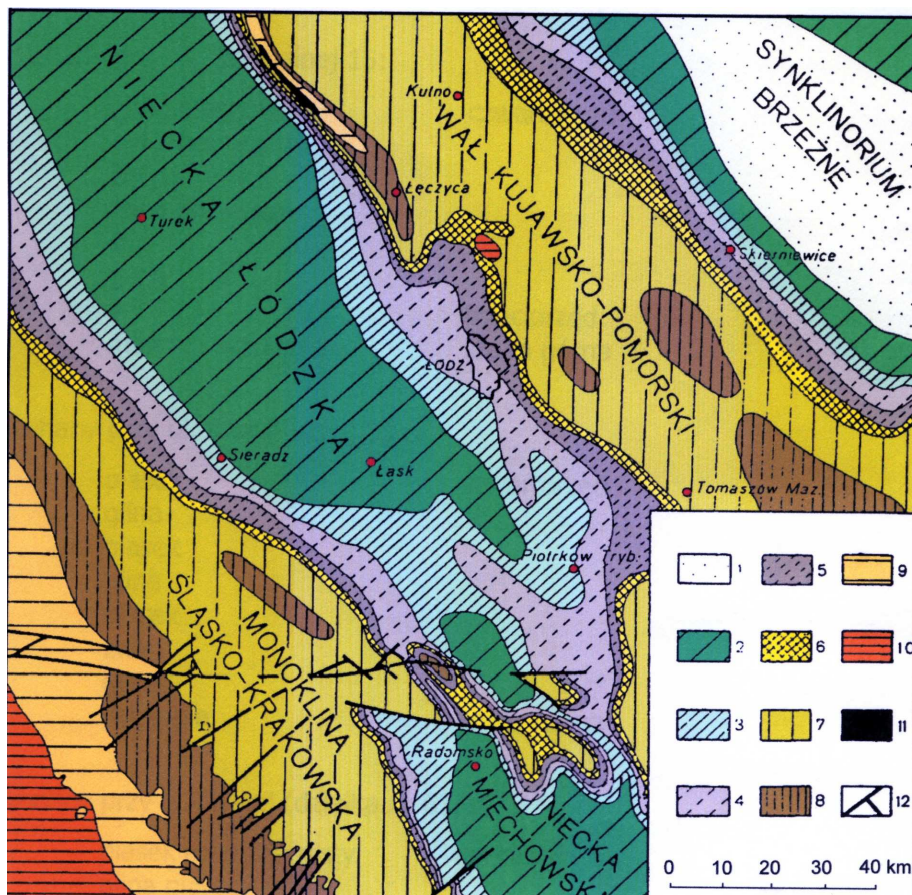 SYNKLINORIUM
BRZEŻNE
NIECKA ŁÓDZKA
Kutno
WAŁ KUJAWSKO-POMORSKI
Łęczyca
Turek
Skierniewice
ŁÓDŹ
Sieradz
Łask
Tomaszów Maz.
Piotrków Tryb.
MONOKLINA
ŚLĄSKO-KRAKOWSKA
Radomsko
NIECKA
MIECHOWSKA
1 5 9
2 6 10
3 7 11
4 8 12
0 10 20 30 40 km